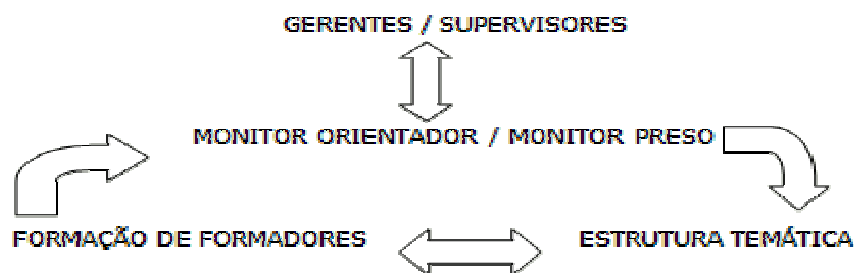 GERENTES / SUPERVISORES
MONITOR ORIENTADOR / MONITOR PRESO
FORMAÇÃO DE FORMADORES
ESTRUTURA TEMÁTICA